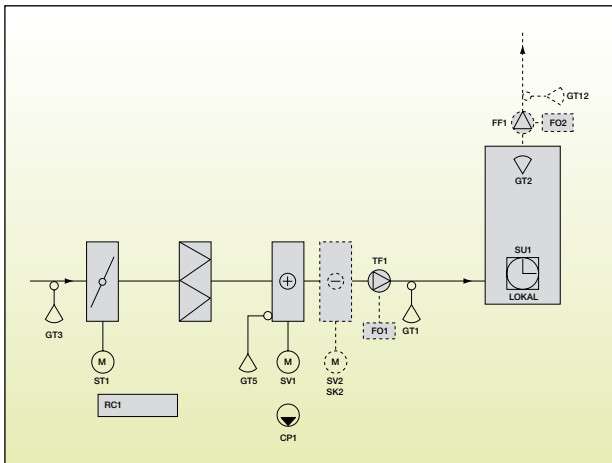 GT12
FF1
FO2
GT2
SU1
LOKAL
TF1
GT3
FO1
GT1
M
ST1
GT5
M
SV1
M
SV2
SK2
RC1
CP1